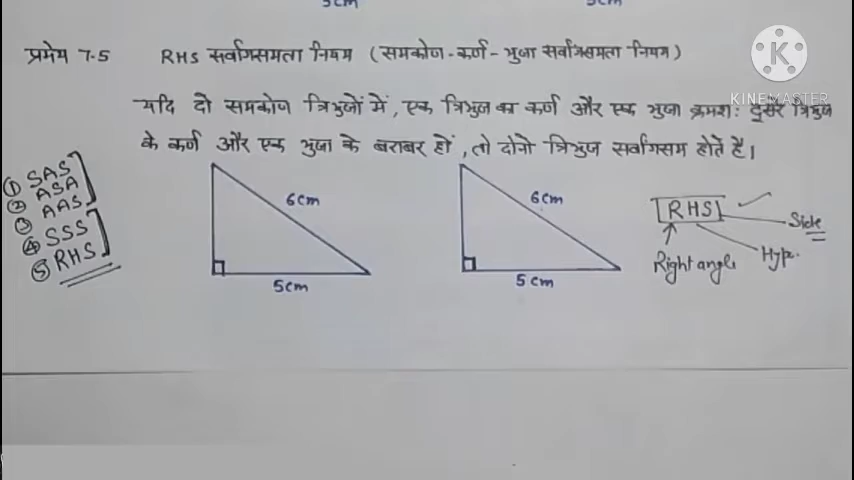 5cm 5cm
प्रमेय 7.5 RHS सर्वांगसमता नियम (समकोण-कर्ण-भुजा सर्वांगसमता नियम)
यदि दो समकोण त्रिभुजों में, एक त्रिभुज का कर्ण और एक भुजा क्रमशः दूसरे त्रिभुज
के कर्ण और एक भुजा के बराबर हों, तो दोनो त्रिभुज सर्वांगसम होते है।
① SAS
② ASA
③ AAS
④ SSS
⑤ RHS
6cm
5cm
6cm
5cm
RHS
Side
Hyp.
Right angle
KINEMASTER